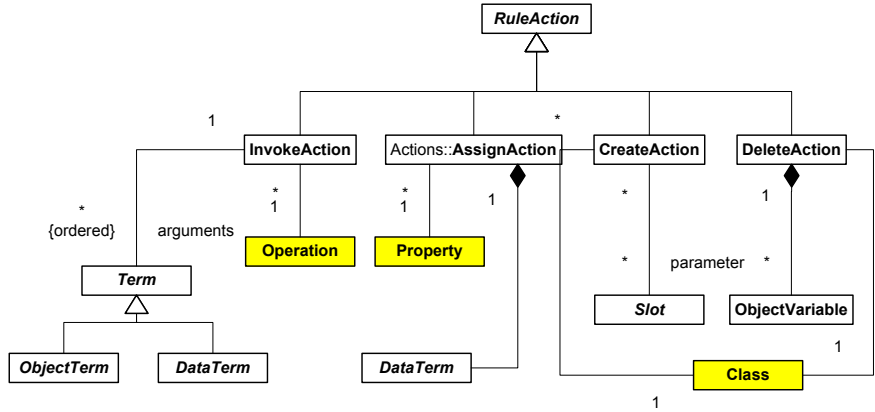 RuleAction
1
*
InvokeAction
Actions::AssignAction
CreateAction
DeleteAction
*
1
*
1
1
*
1
*
{ordered}
arguments
Operation
Property
*
parameter
*
Term
Slot
ObjectVariable
ObjectTerm
DataTerm
DataTerm
1
Class
1